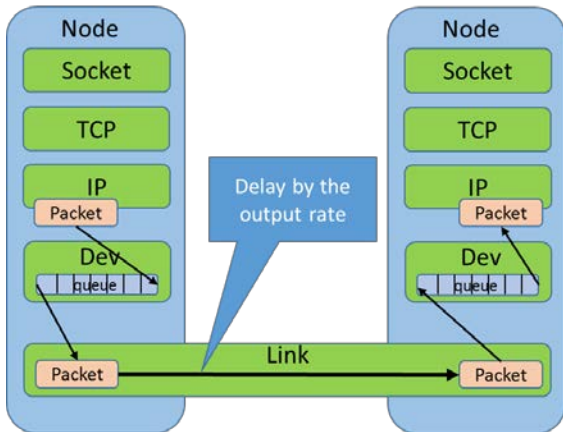 Node
Socket
TCP
IP
Packet
Dev
queue
Delay by the
output rate
Node
Socket
TCP
IP
Packet
Dev
queue
Link
Packet
Packet